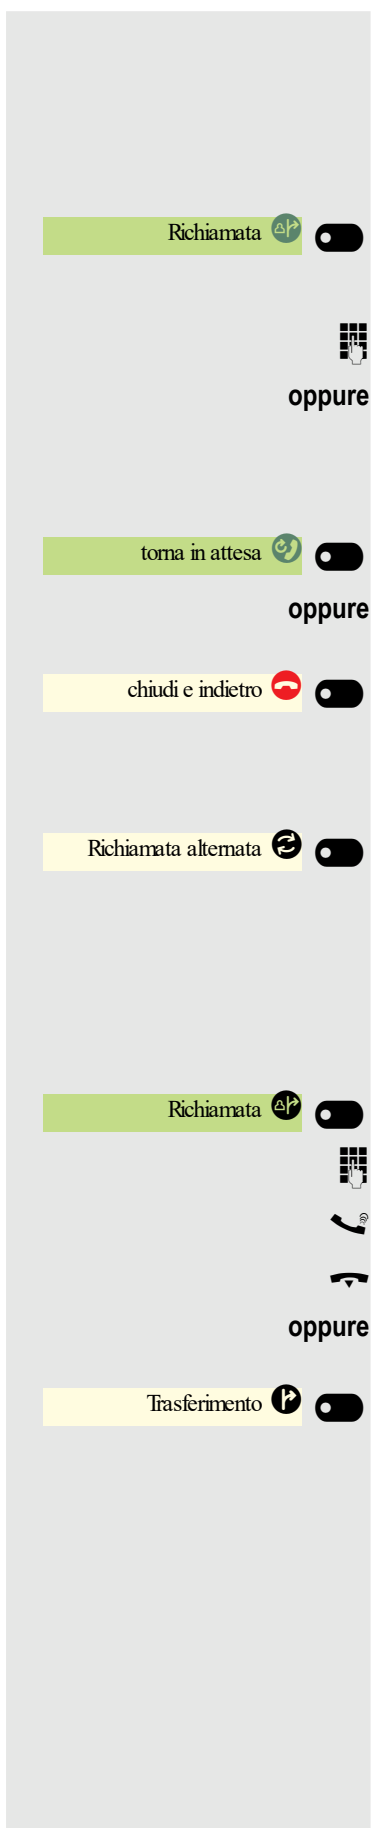 Richiamata
oppure
torna in attesa
oppure
chiudi e indietro
Richiamata alternata
Richiamata
oppure
Trasferimento